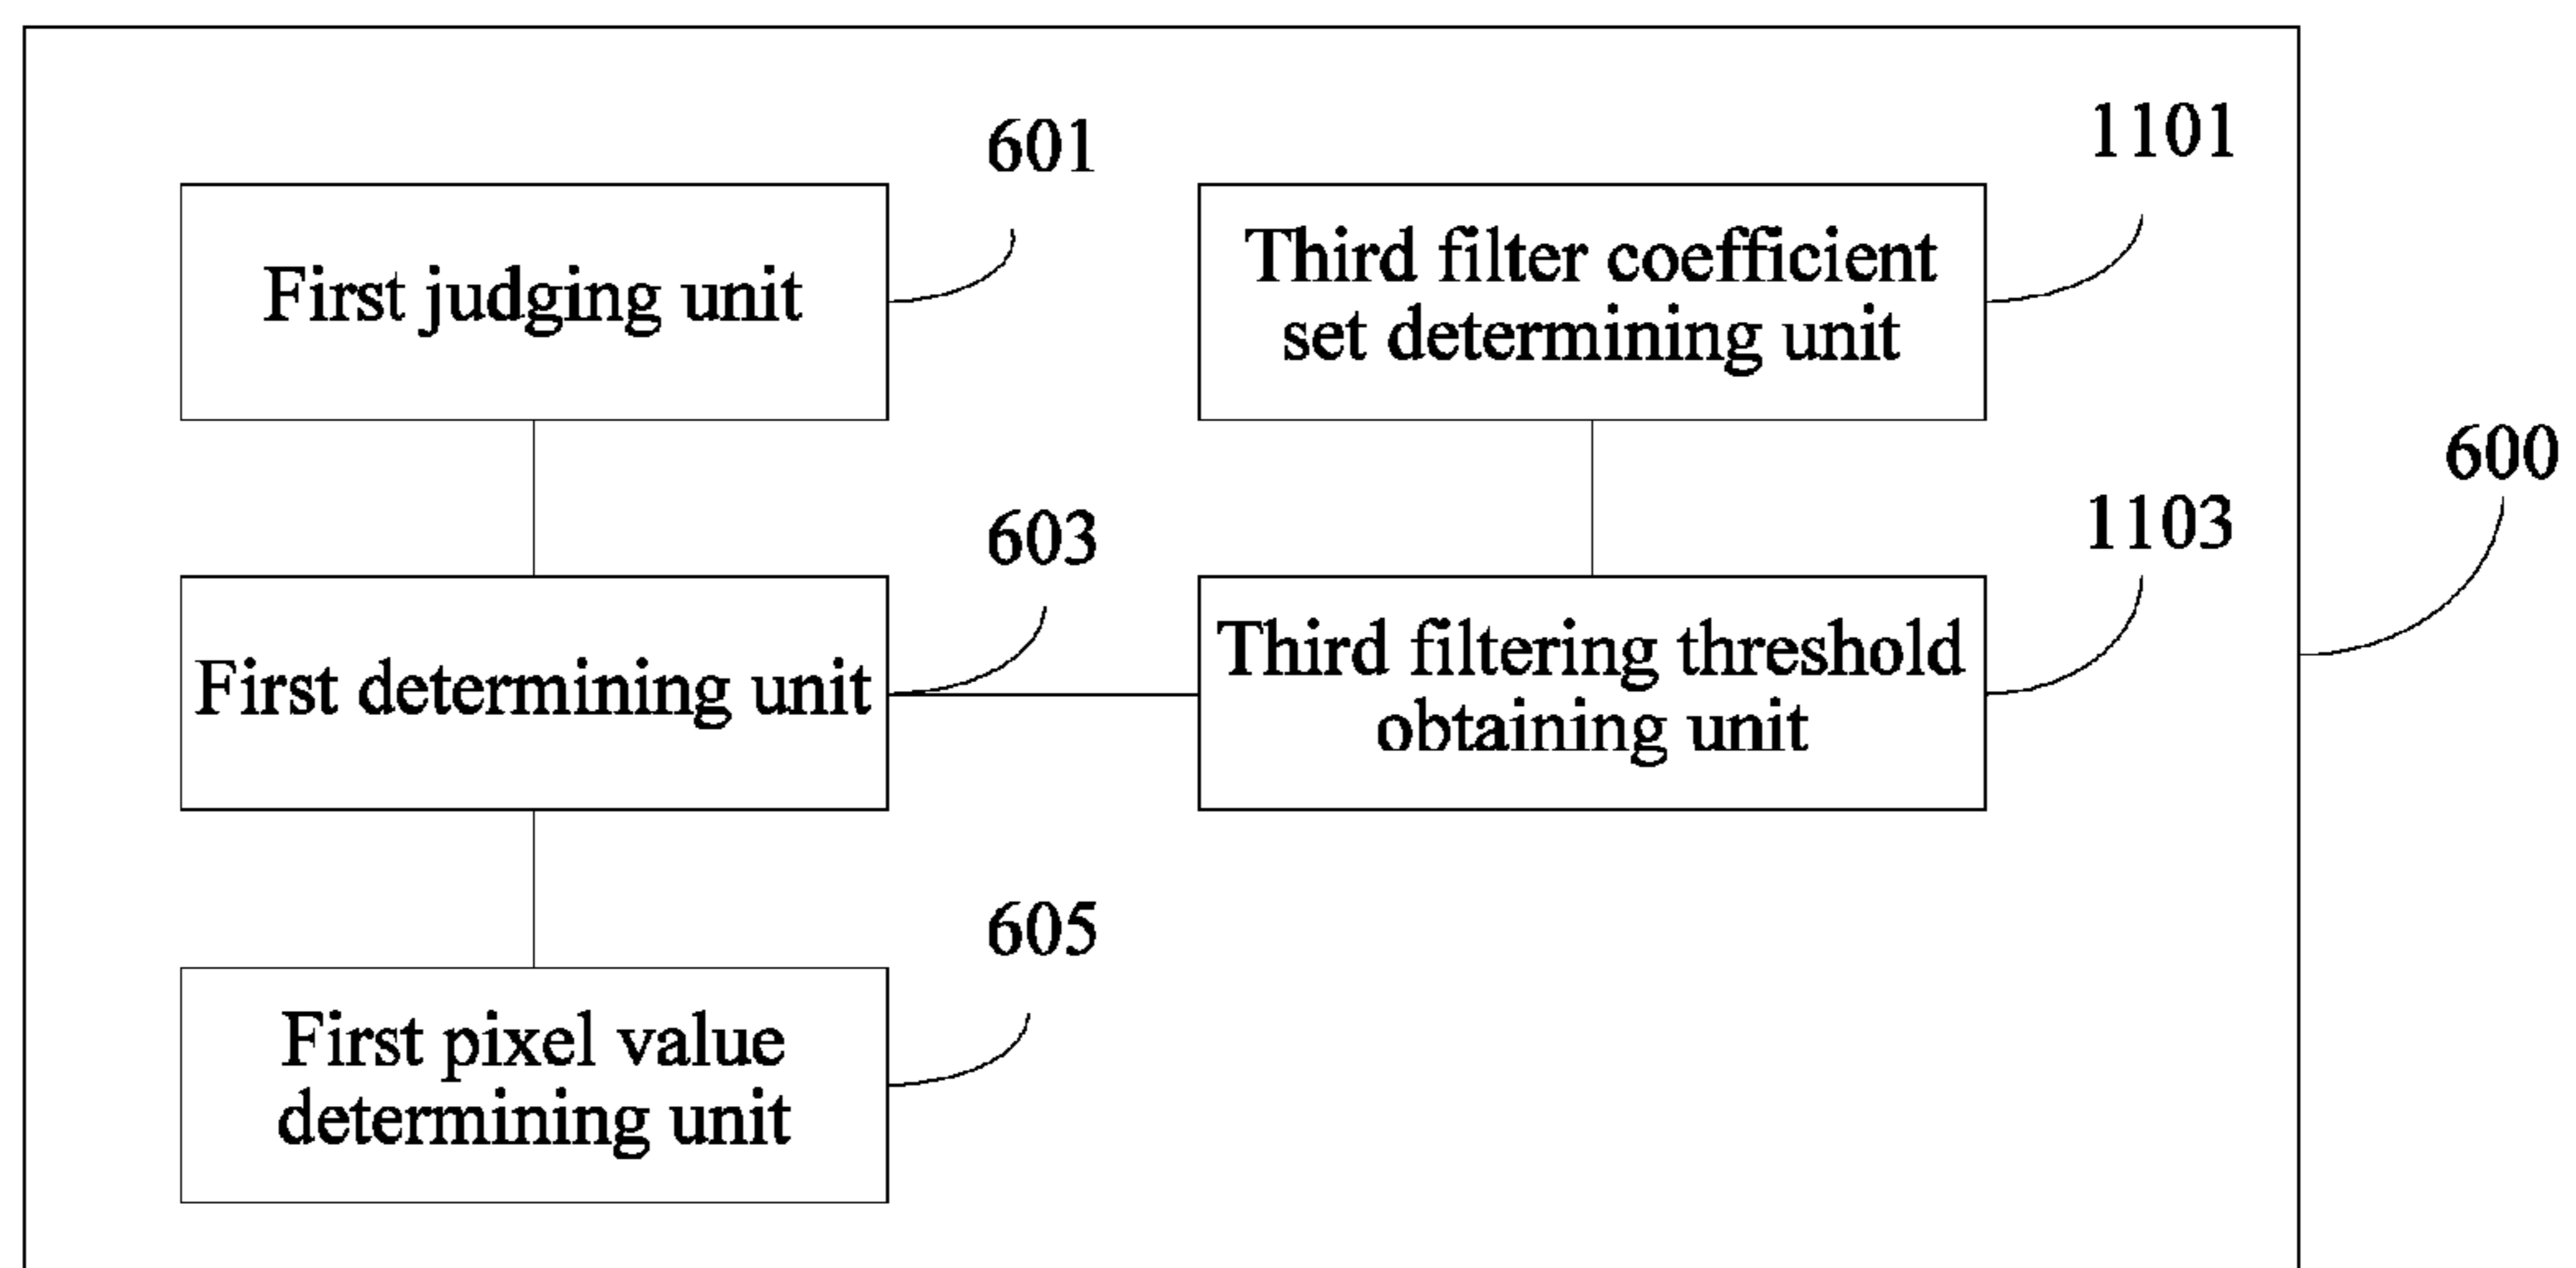 601
First judging unit
1101
Third filter coefficient
set determining unit
600
603
First determining unit
1103
Third filtering threshold
obtaining unit
605
First pixel value
determining unit